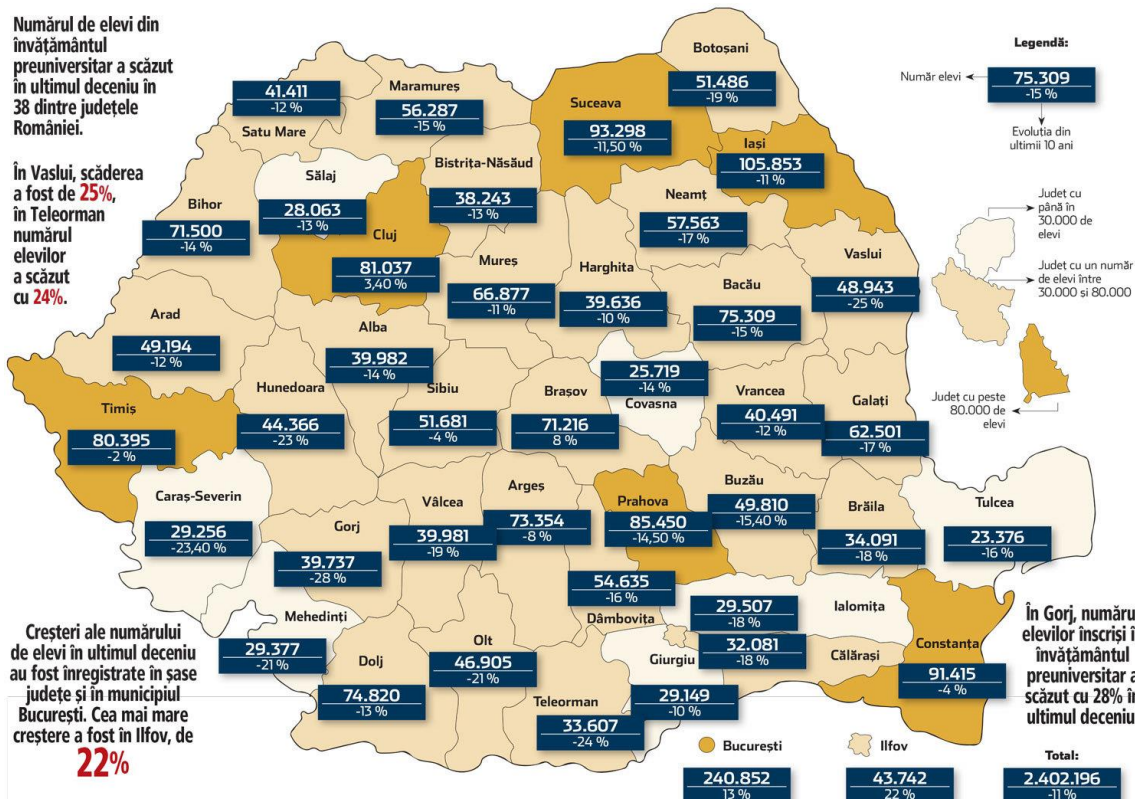 Numărul de elevi din
învățământul
preuniversitar a scăzut
în ultimul deceniu în
38 dintre județele
României.
În Vaslui, scăderea
a fost de 25%,
în Teleorman
numărul
elevilor
a scăzut
cu 24%.
Legendă:
Număr elevi
75.309
-15 %
Evoluția din
ultimii 10 ani
Județ cu
până în
30.000 de
elevi
Județ cu un număr
de elevi între
30.000 și 80.000
Județ cu peste
80.000 de
elevi
Botoșani
51.486
-19 %
41.411
-12 %
Satu Mare
Maramureș
56.287
-15 %
Suceava
93.298
-11,50 %
Iași
105.853
-11 %
Sălaj
28.063
-13 %
Bistrița-Năsăud
38.243
-13 %
Neamț
57.563
-17 %
Bihor
71.500
-14 %
Cluj
81.037
3,40 %
Mureș
66.877
-11 %
Harghita
39.636
-10 %
Bacău
75.309
-15 %
Vaslui
48.943
-25 %
Arad
49.194
-12 %
Alba
39.982
-14 %
Timiș
80.395
-2 %
Hunedoara
44.366
-23 %
Sibiu
51.681
-4 %
Brașov
71.216
8 %
25.719
-14 %
Covasna
Vrancea
40.491
-12 %
Galați
62.501
-17 %
Caraș-Severin
29.256
-23,40 %
Gorj
39.737
-28 %
Vâlcea
39.981
-19 %
Argeș
73.354
-8 %
Prahova
85.450
-14,50 %
Buzău
49.810
-15,40 %
Brăila
34.091
-18 %
Tulcea
23.376
-16 %
54.635
-16 %
Dâmbovița
Mehedinți
29.377
-21 %
Dolj
74.820
-13 %
Olt
46.905
-21 %
Teleorman
33.607
-24 %
Giurgiu
29.149
-10 %
29.507
-18 %
Ialomița
32.081
-18 %
Călărași
Constanța
91.415
-4 %
Creșteri ale numărului
de elevi în ultimul deceniu
au fost înregistrate în șase
județe și în municipiul
București. Cea mai mare
creștere a fost în Ilfov, de
22%
În Gorj, numărul
elevilor înscriși î
învățământul
preuniversitar a
scăzut cu 28% în
ultimul deceniu
București
240.852
13 %
Ilfov
43.742
22 %
Total:
2.402.196
-11 %